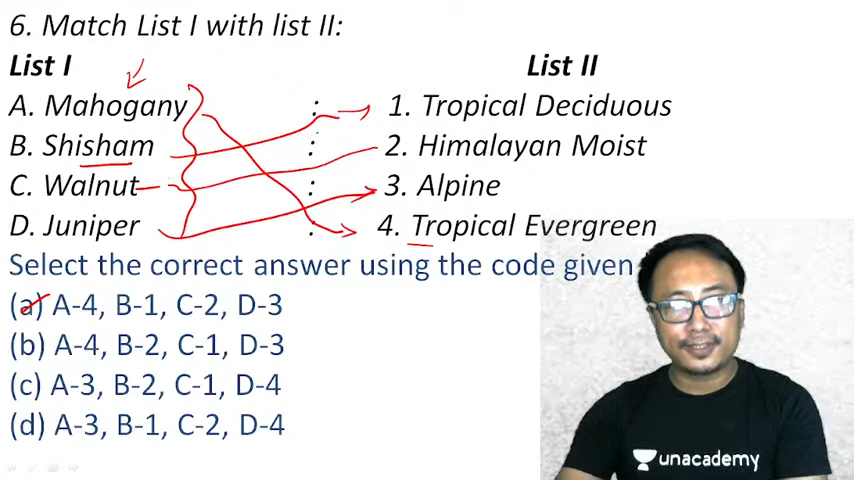 6. Match List I with list II:
List I List II
A. Mahogany : 1. Tropical Deciduous
B. Shisham : 2. Himalayan Moist
C. Walnut : 3. Alpine
D. Juniper : 4. Tropical Evergreen
Select the correct answer using the code given
(a) A-4, B-1, C-2, D-3
(b) A-4, B-2, C-1, D-3
(c) A-3, B-2, C-1, D-4
(d) A-3, B-1, C-2, D-4
unacademy